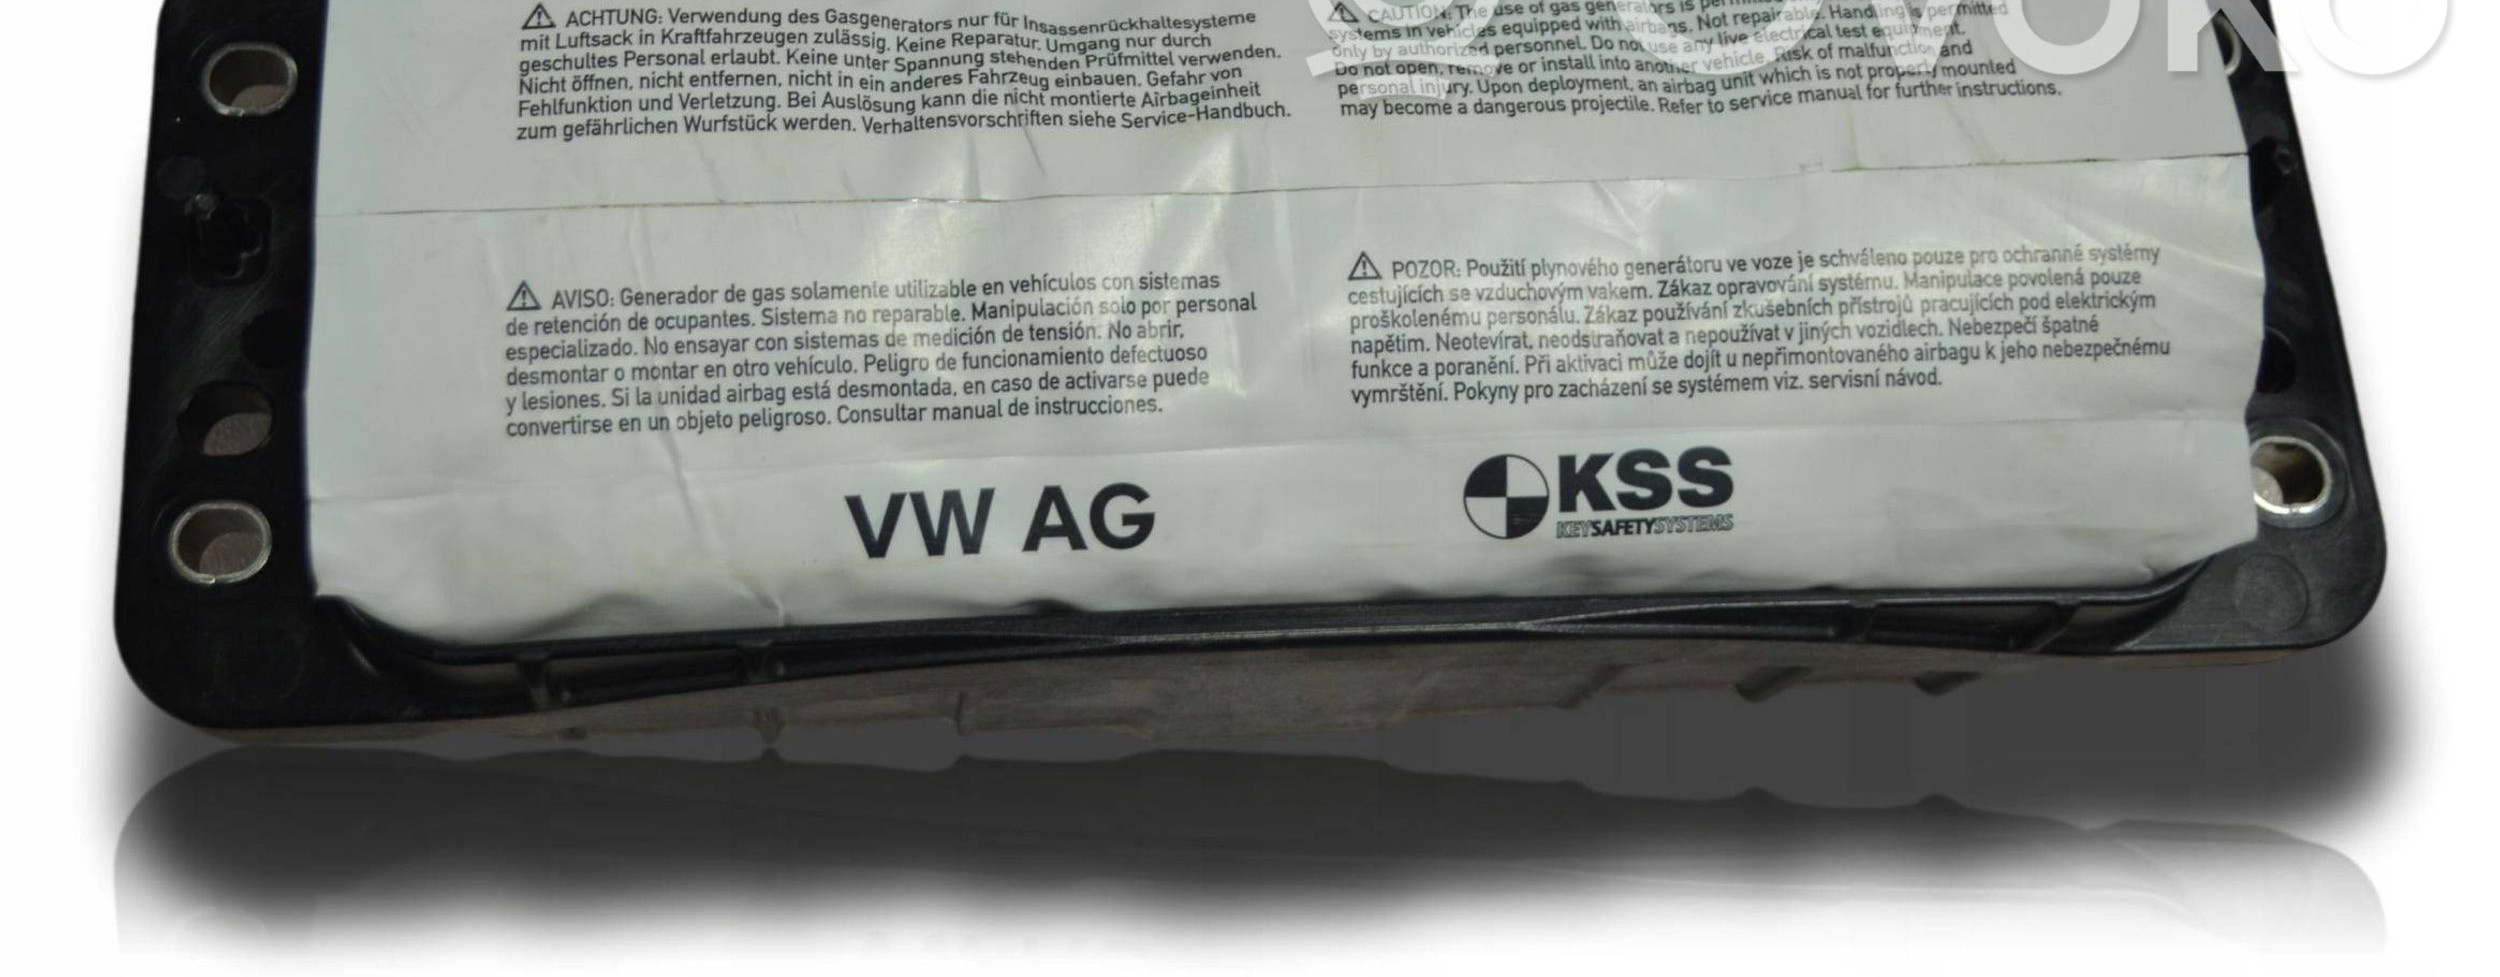 ACHTUNG: Verwendung des Gasgenerators nur für Insassenrückhaltesysteme
mit Luftsack in Kraftfahrzeugen zulässig. Keine Reparatur. Umgang nur durch
geschultes Personal erlaubt. Keine unter Spannung stehenden Prüfmittel verwenden.
Nicht öffnen, nicht entfernen, nicht in ein anderes Fahrzeug einbauen. Gefahr von
Fehlfunktion und Verletzung. Bei Auslösung kann die nicht montierte Airbageinheit
zum gefährlichen Wurfstück werden. Verhaltensvorschriften siehe Service-Handbuch.
CAUTION: The use of gas generators is
systems in vehicles equipped with airbags. Not repairable. Handling is permitted
only by authorized personnel. Do not use any live electrical test equipment.
Do not open, remove or install into another vehicle. Risk of malfunction and
personal injury. Upon deployment, an airbag unit which is not properly mounted
may become a dangerous projectile. Refer to service manual for further instructions.
AVISO: Generador de gas solamente utilizable en vehículos con sistemas
de retención de ocupantes. Sistema no reparable. Manipulación solo por personal
especializado. No ensayar con sistemas de medición de tensión. No abrir,
desmontar o montar en otro vehículo. Peligro de funcionamiento defectuoso
y lesiones. Si la unidad airbag está desmontada, en caso de activarse puede
convertirse en un objeto peligroso. Consultar manual de instrucciones.
POZOR: Použití plynového generátoru ve voze je schváleno pouze pro ochranné systémy
cestujících se vzduchovým vakem. Zákaz opravování systému. Manipulace povolená pouze
proškolenému personálu. Zákaz používání zkušebních přístrojů pracujících pod elektrickým
napětim. Neotevírat, neodstraňovat a nepoužívat v jiných vozidlech. Nebezpečí špatné
funkce a poranění. Při aktivaci může dojít u nepřimontovaného airbagu k jeho nebezpečnému
vymrštění. Pokyny pro zacházení se systémem viz. servisní návod.
VW AG
KSS
KEYSAFETYSYSTEMS